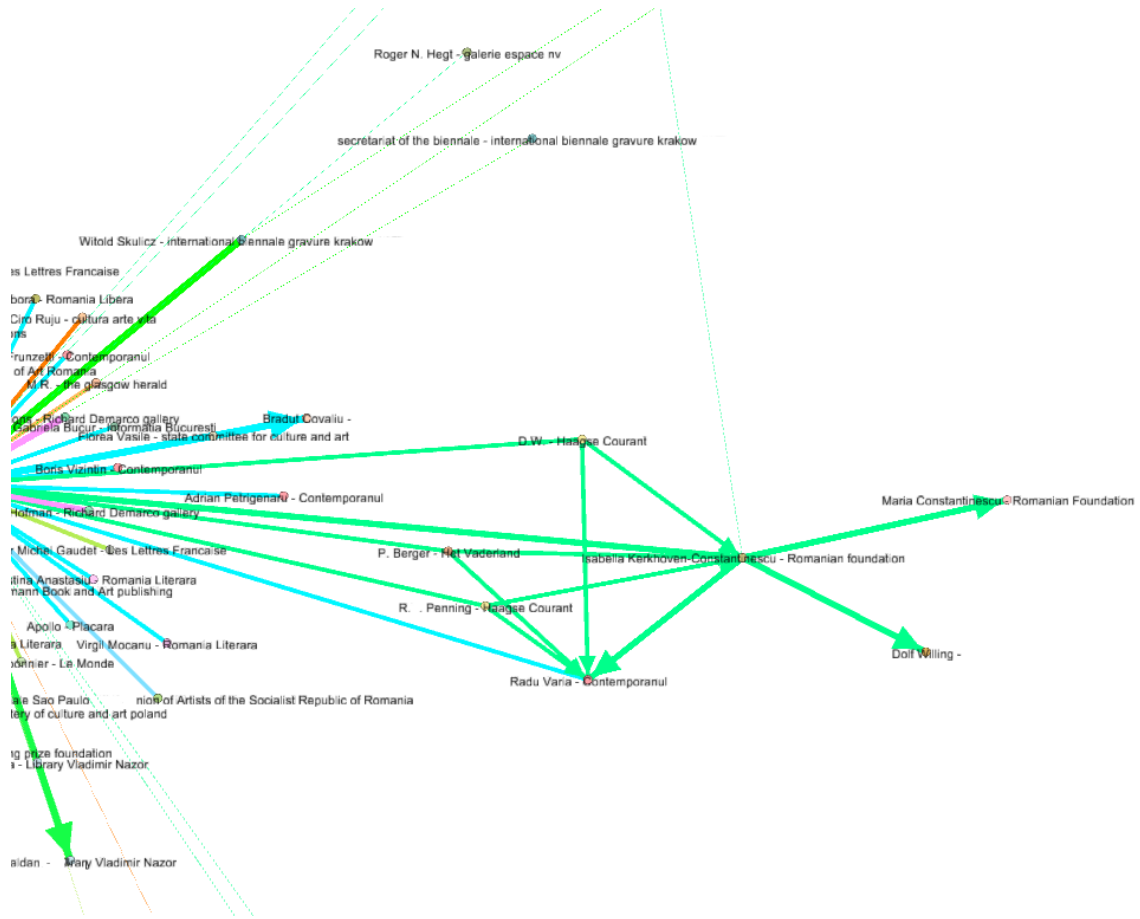 Roger N. Hegt - galerie espace nv
secretariat of the biennale - international biennale gravure krakow
Witold Skulicz - international biennale gravure krakow
es Lettres Francaise
bora - Romania Libera
Ciro Ruju - cultura arte vita
ons
Frunzetti - Contemporanul
of Art Romania
M.R. - the glasgow herald
ons - Richard Demarco gallery
Bradut Covaliu -
Gabriela Bucur - Informatia Bucuresti
Florea Vasile - state committee for culture and art
D.W. - Haagse Courant
Boris Vizintin - Contemporanul
Adrian Petrigenaru - Contemporanul
Maria Constantinescu - Romanian Foundation
Hofman - Richard Demarco gallery
r Michel Gaudet - Les Lettres Francaise
P. Berger - Het Vaderland
Isabella Kerkhoven-Constantinescu - Romanian foundation
stina Anastasiu - Romania Literara
mann Book and Art publishing
R. . Penning - Haagse Courant
Apollo - Placara
a Literara
Virgil Mocanu - Romania Literara
Dolf Willing -
onnier - Le Monde
Radu Varia - Contemporanul
ale Sao Paulo
nion of Artists of the Socialist Republic of Romania
tery of culture and art poland
ng prize foundation
a - Library Vladimir Nazor
aldan - rary Vladimir Nazor